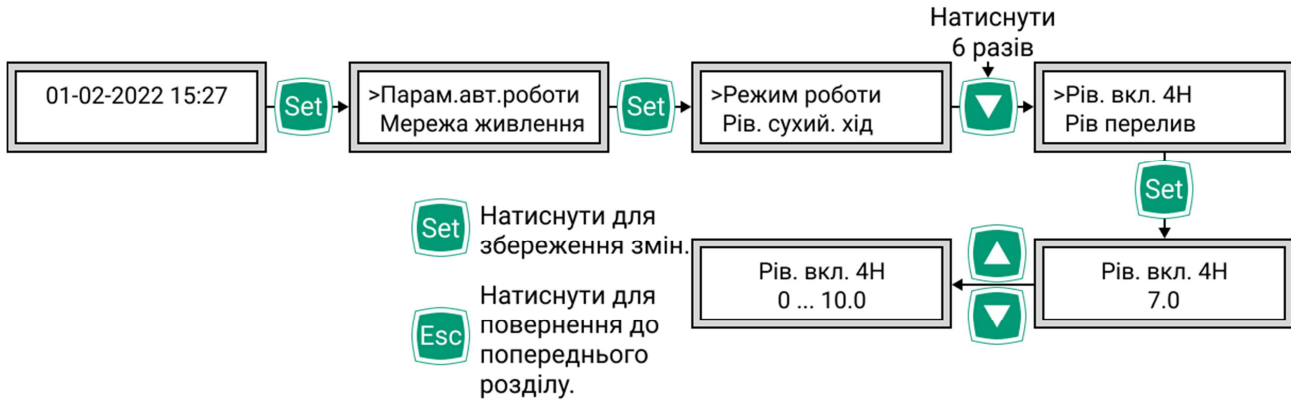 Натиснути
6 разів
01-02-2022 15:27
Set
>Парам.авт.роботи
Мережа живлення
Set
>Режим роботи
Рів. сухий. хід
>Рів. вкл. 4Н
Рів перелив
Set
Рів. вкл. 4Н
7.0
Рів. вкл. 4Н
0 ... 10.0
Set
Натиснути для
збереження змін.
Esc
Натиснути для
повернення до
попереднього
розділу.